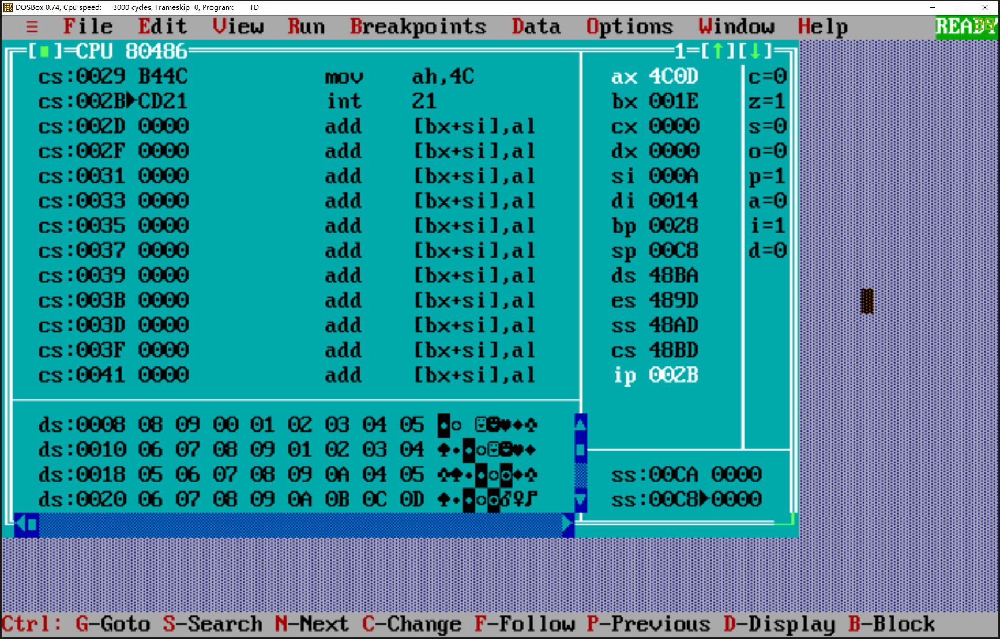 DOSBox 0.74, Cpu speed: 3000 cycles, Frameskip 0, Program: TD
≡ File Edit View Run Breakpoints Data Options Window Help
[■]=CPU 80486 1=[↑][↓]
cs:0029 B44C mov ah,4C ax 4C0D c=0
cs:002B▶CD21 int 21 bx 001E z=1
cs:002D 0000 add [bx+si],al cx 0000 s=0
cs:002F 0000 add [bx+si],al dx 0000 o=0
cs:0031 0000 add [bx+si],al si 000A p=1
cs:0033 0000 add [bx+si],al di 0014 a=0
cs:0035 0000 add [bx+si],al bp 0028 i=1
cs:0037 0000 add [bx+si],al sp 00C8 d=0
cs:0039 0000 add [bx+si],al ds 48BA
cs:003B 0000 add [bx+si],al es 489D
cs:003D 0000 add [bx+si],al ss 48AD
cs:003F 0000 add [bx+si],al cs 48BD
cs:0041 0000 add [bx+si],al ip 002B
ds:0008 08 09 00 01 02 03 04 05 ◘○ ☺☻♥♦♣
ds:0010 06 07 08 09 01 02 03 04 ♠•◘○☺☻♥♦
ds:0018 05 06 07 08 09 0A 04 05 ♣♠•◘○◙♦♣ ss:00CA 0000
ds:0020 06 07 08 09 0A 0B 0C 0D ♠•◘○◙♂♀♪ ss:00C8▶0000
Ctrl: G-Goto S-Search N-Next C-Change F-Follow P-Previous D-Display B-Block